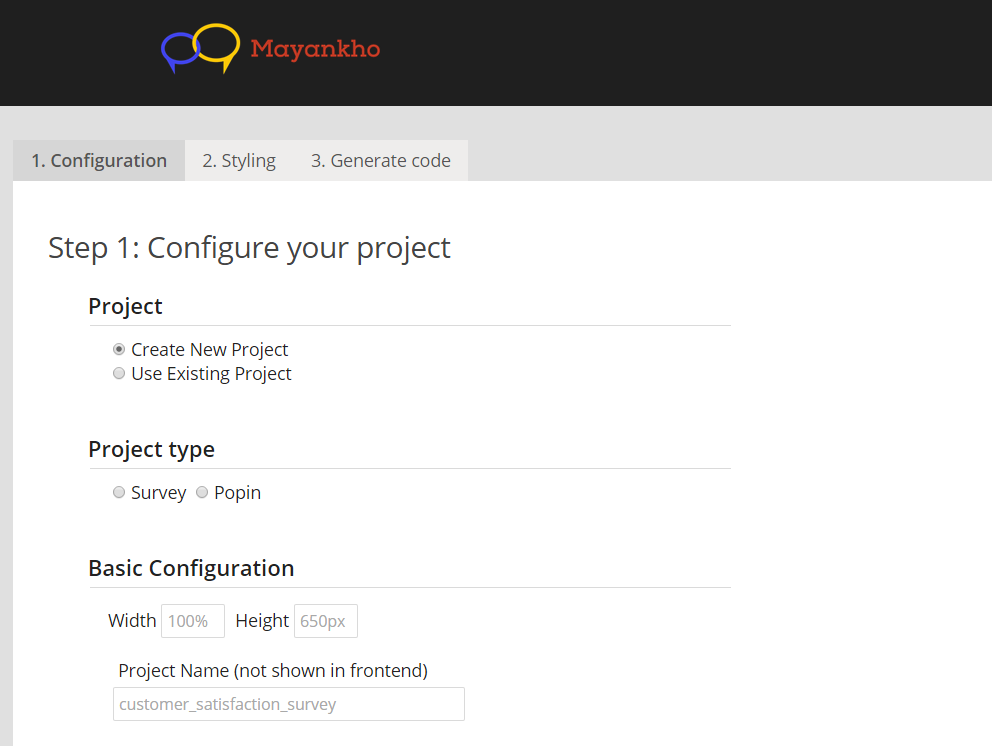 Mayankho
1. Configuration 2. Styling 3. Generate code
Step 1: Configure your project
Project
Create New Project
Use Existing Project
Project type
Survey Popin
Basic Configuration
Width 100% Height 650px
Project Name (not shown in frontend)
customer_satisfaction_survey